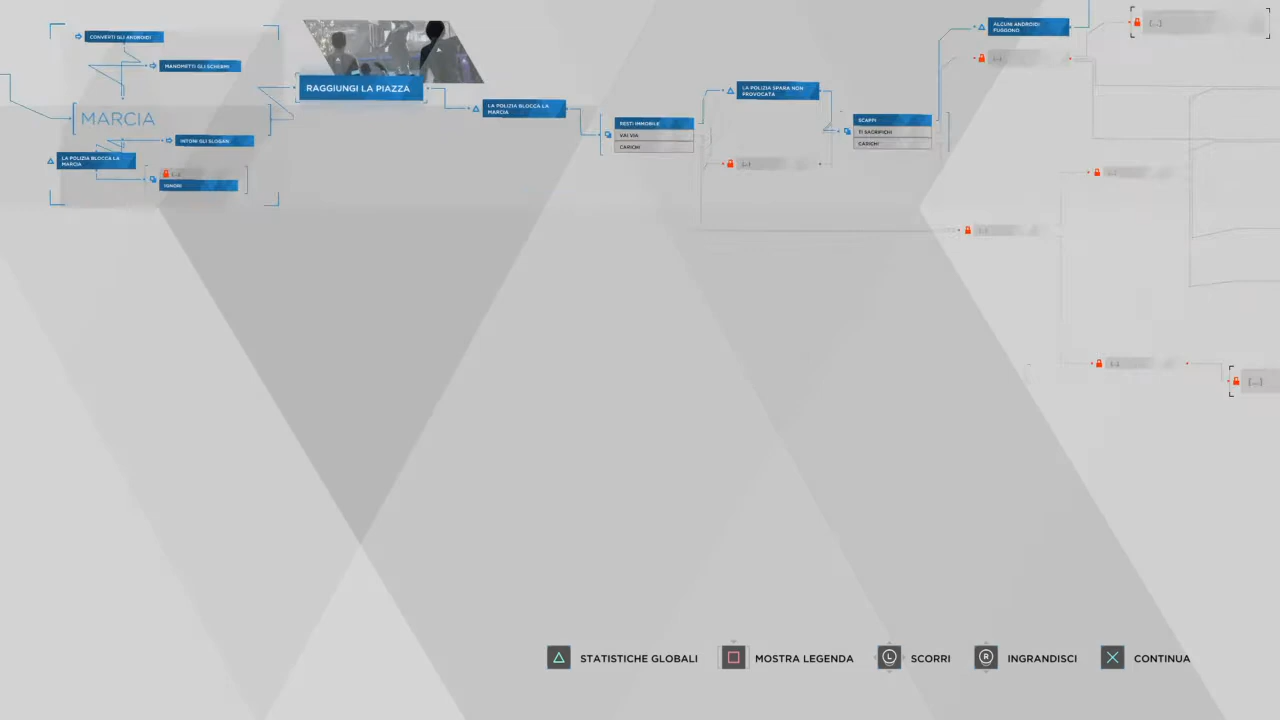 CONVERTI GLI ANDROIDI
MANOMETTI GLI SCHERMI
MARCIA
INTONI GLI SLOGAN
LA POLIZIA BLOCCA LA
MARCIA
[...]
IGNORI
RAGGIUNGI LA PIAZZA
LA POLIZIA BLOCCA LA
MARCIA
RESTI IMMOBILE
VAI VIA
CARICHI
LA POLIZIA SPARA NON
PROVOCATA
[...]
SCAPPI
TI SACRIFICHI
CARICHI
ALCUNI ANDROIDI
FUGGONO
[...]
[...]
[...]
[...]
[...]
[...]
STATISTICHE GLOBALI
MOSTRA LEGENDA
L
SCORRI
R
INGRANDISCI
CONTINUA